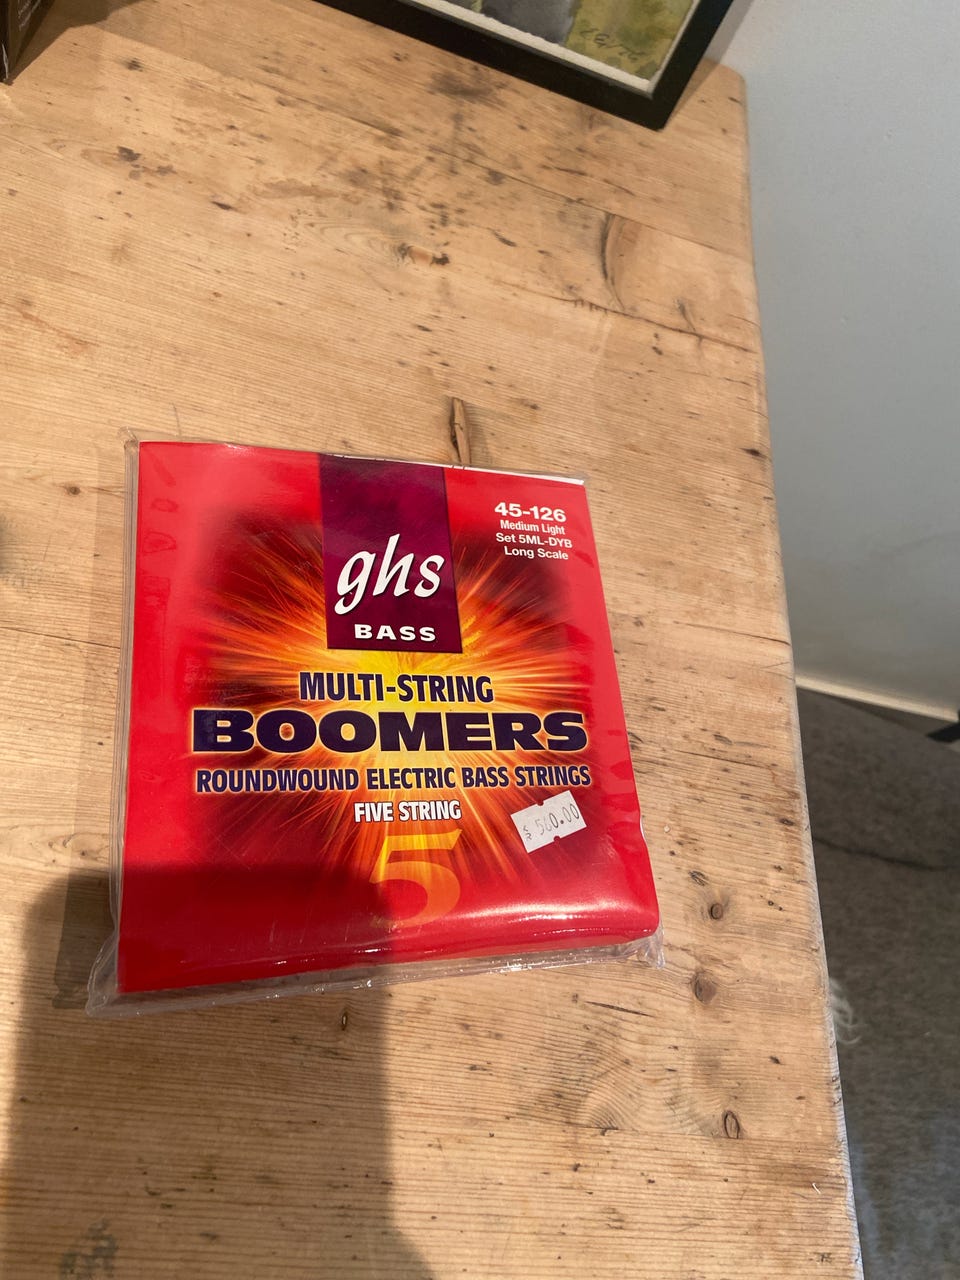 45-126
Medium Light
Set 5ML-DYB
Long Scale
ghs
BASS
MULTI-STRING
BOOMERS
ROUNDWOUND ELECTRIC BASS STRINGS
FIVE STRING
560.00
5